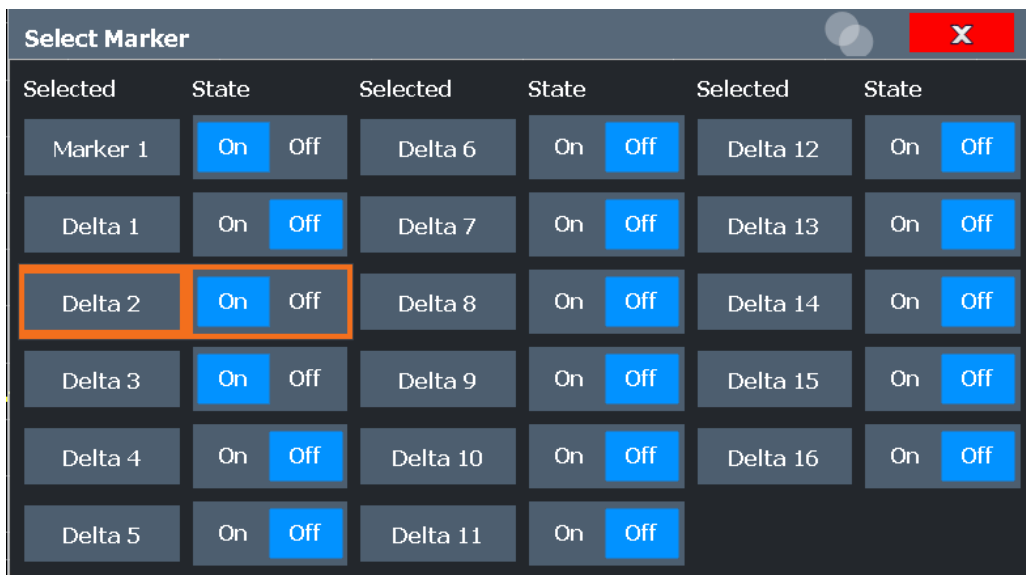 Select Marker X
Selected State Selected State Selected State
Marker 1 On Off Delta 6 On Off Delta 12 On Off
Delta 1 On Off Delta 7 On Off Delta 13 On Off
Delta 2 On Off Delta 8 On Off Delta 14 On Off
Delta 3 On Off Delta 9 On Off Delta 15 On Off
Delta 4 On Off Delta 10 On Off Delta 16 On Off
Delta 5 On Off Delta 11 On Off